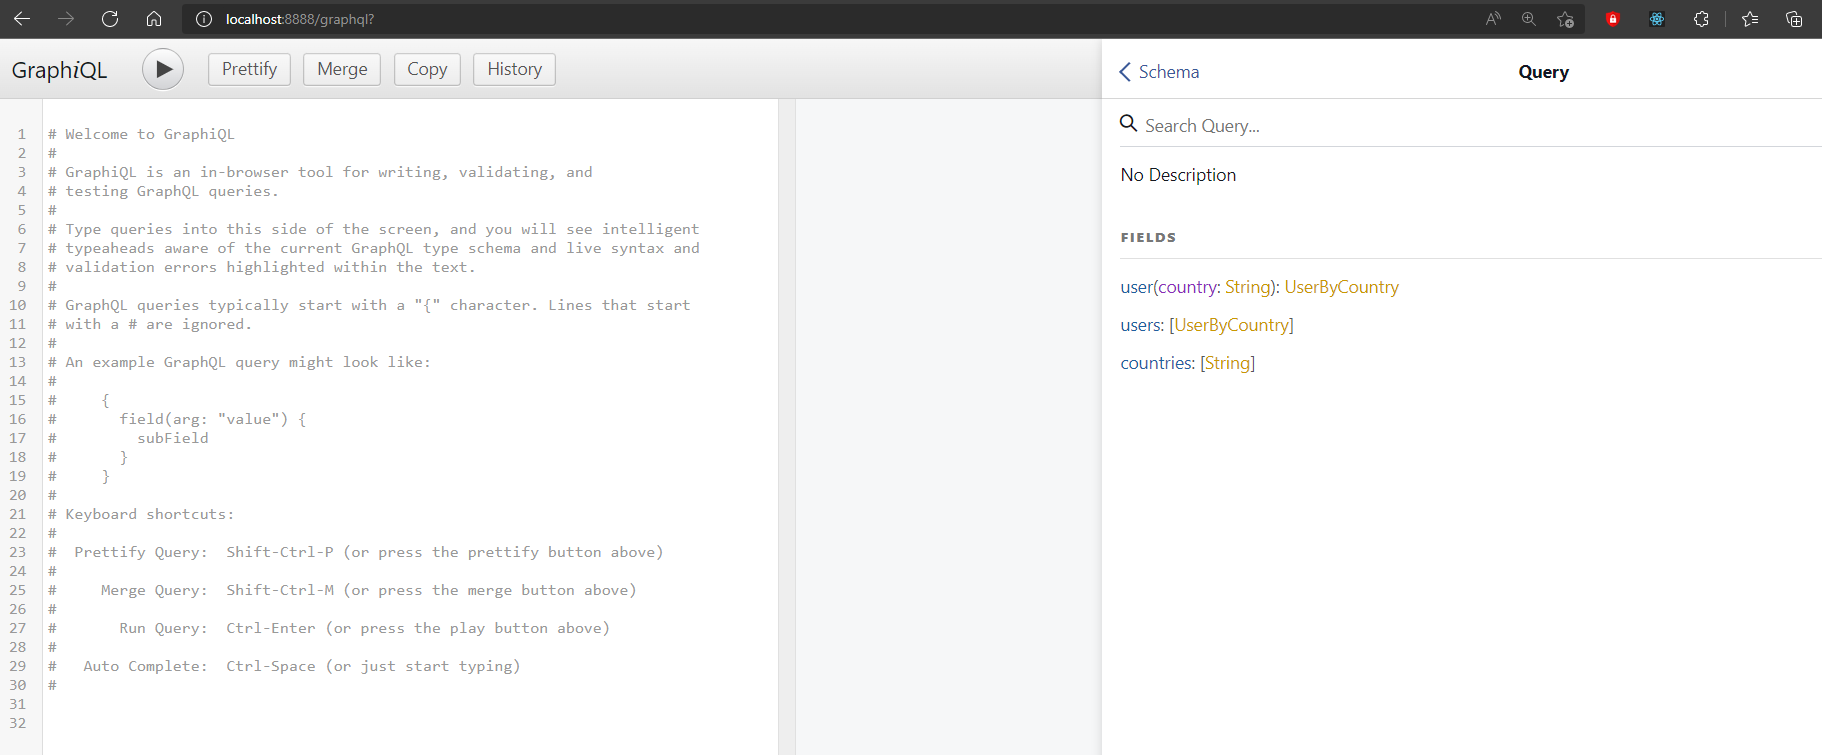 localhost:8888/graphql?
GraphiQL Prettify Merge Copy History
Schema Query
1 # Welcome to GraphiQL
2 #
3 # GraphiQL is an in-browser tool for writing, validating, and
4 # testing GraphQL queries.
5 #
6 # Type queries into this side of the screen, and you will see intelligent
7 # typeaheads aware of the current GraphQL type schema and live syntax and
8 # validation errors highlighted within the text.
9 #
10 # GraphQL queries typically start with a "{" character. Lines that start
11 # with a # are ignored.
12 #
13 # An example GraphQL query might look like:
14 #
15 #     {
16 #       field(arg: "value") {
17 #         subField
18 #       }
19 #     }
20 #
21 # Keyboard shortcuts:
22 #
23 #  Prettify Query:  Shift-Ctrl-P (or press the prettify button above)
24 #
25 #     Merge Query:  Shift-Ctrl-M (or press the merge button above)
26 #
27 #       Run Query:  Ctrl-Enter (or press the play button above)
28 #
29 #   Auto Complete:  Ctrl-Space (or just start typing)
30 #
31
32
Search Query...
No Description
FIELDS
user(country: String): UserByCountry
users: [UserByCountry]
countries: [String]